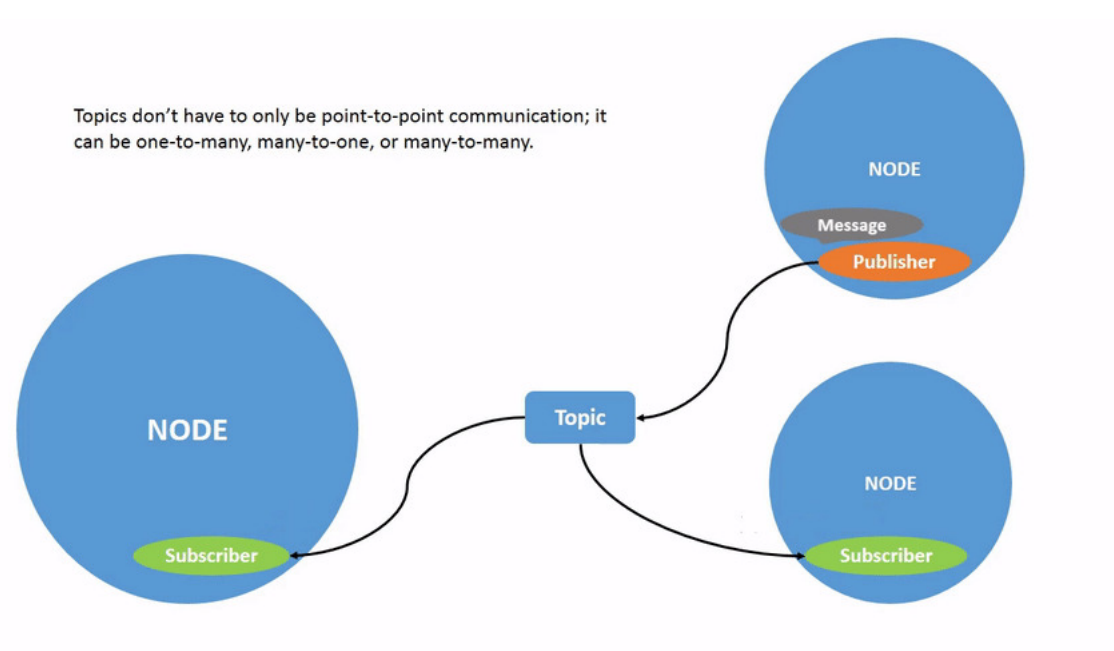 Topics don't have to only be point-to-point communication; it
can be one-to-many, many-to-one, or many-to-many.
NODE
Message
Publisher
Topic
NODE
Subscriber
NODE
Subscriber